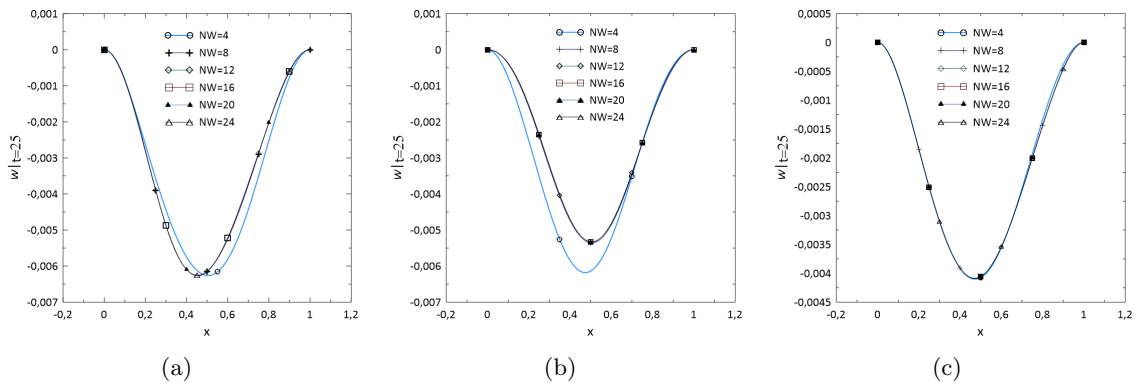 0,001
0
-0,001
-0,002
-0,003
-0,004
-0,005
-0,006
-0,007
w|t=25
NW=4
NW=8
NW=12
NW=16
NW=20
NW=24
-0,2 0 0,2 0,4 0,6 0,8 1 1,2
x
(a)
0,001
0
-0,001
-0,002
-0,003
-0,004
-0,005
-0,006
-0,007
w|t=25
NW=4
NW=8
NW=12
NW=16
NW=20
NW=24
-0,2 0 0,2 0,4 0,6 0,8 1 1,2
x
(b)
0,0005
0
-0,0005
-0,001
-0,0015
-0,002
-0,0025
-0,003
-0,0035
-0,004
-0,0045
w|t=25
NW=4
NW=8
NW=12
NW=16
NW=20
NW=24
-0,2 0 0,2 0,4 0,6 0,8 1 1,2
x
(c)